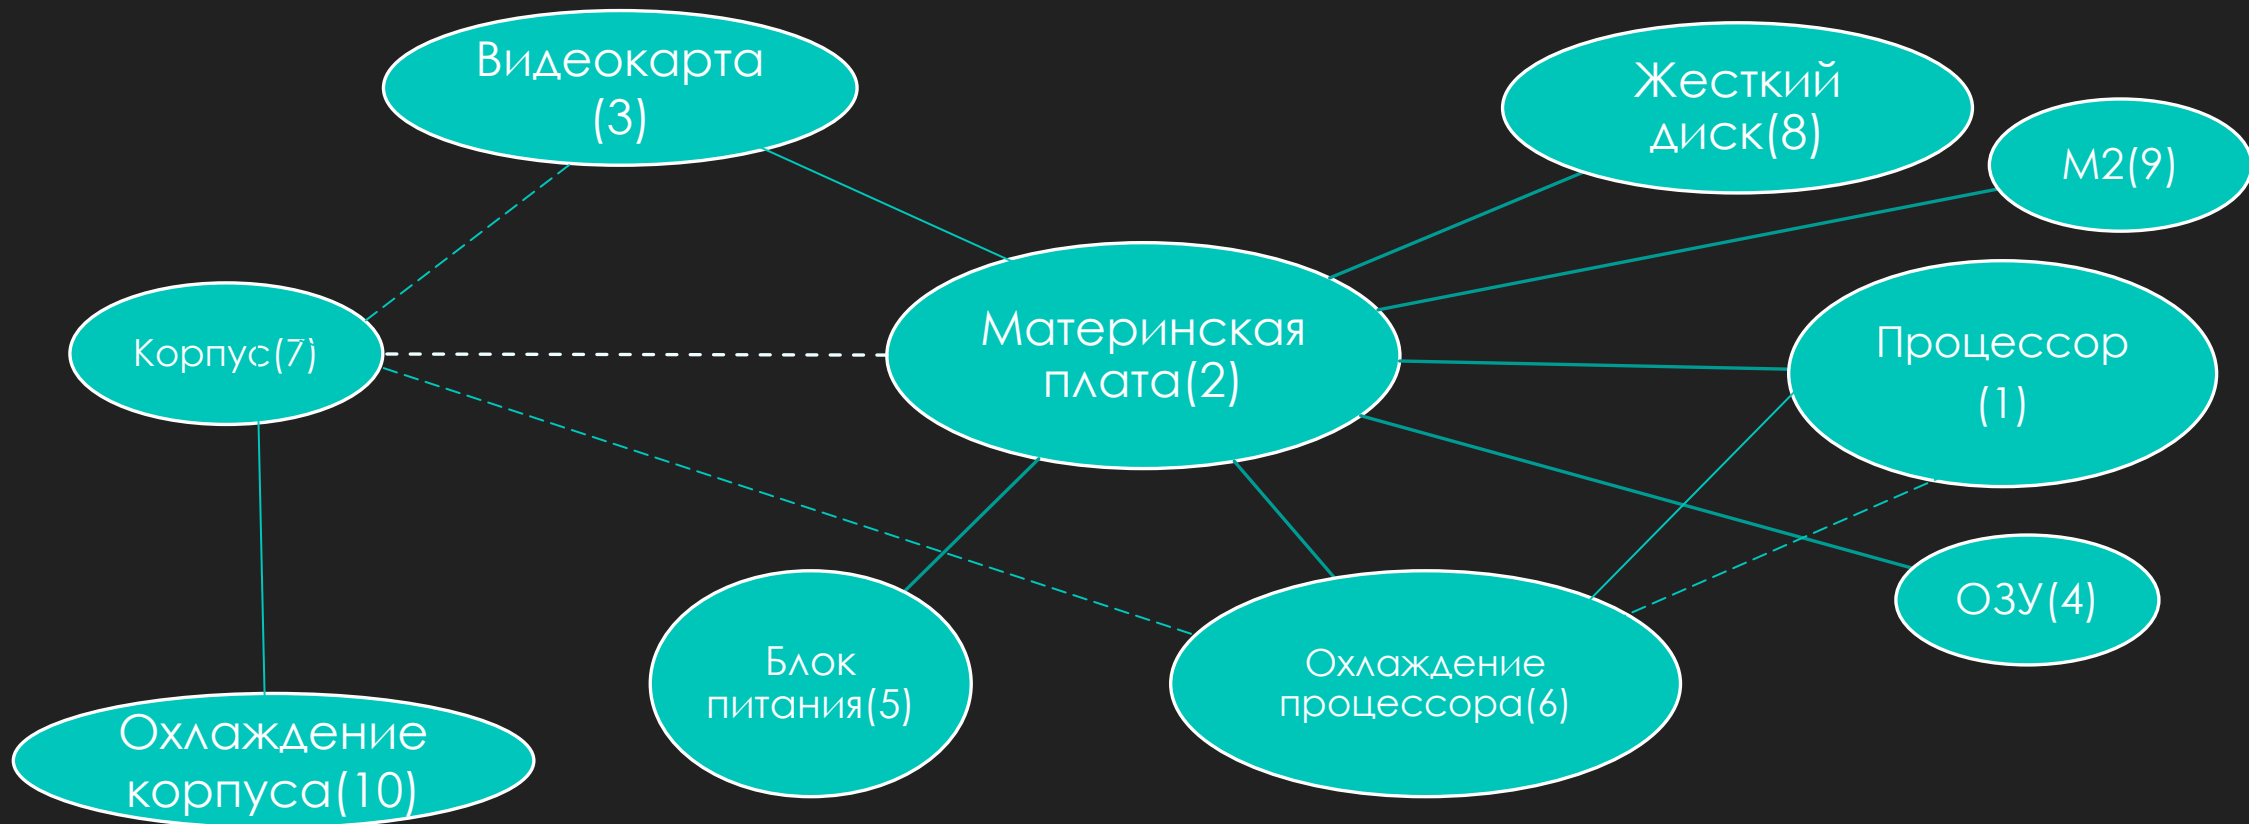 Видеокарта
(3)
Жесткий
диск(8)
М2(9)
Корпус(7)
Материнская
плата(2)
Процессор
(1)
ОЗУ(4)
Блок
питания(5)
Охлаждение
процессора(6)
Охлаждение
корпуса(10)